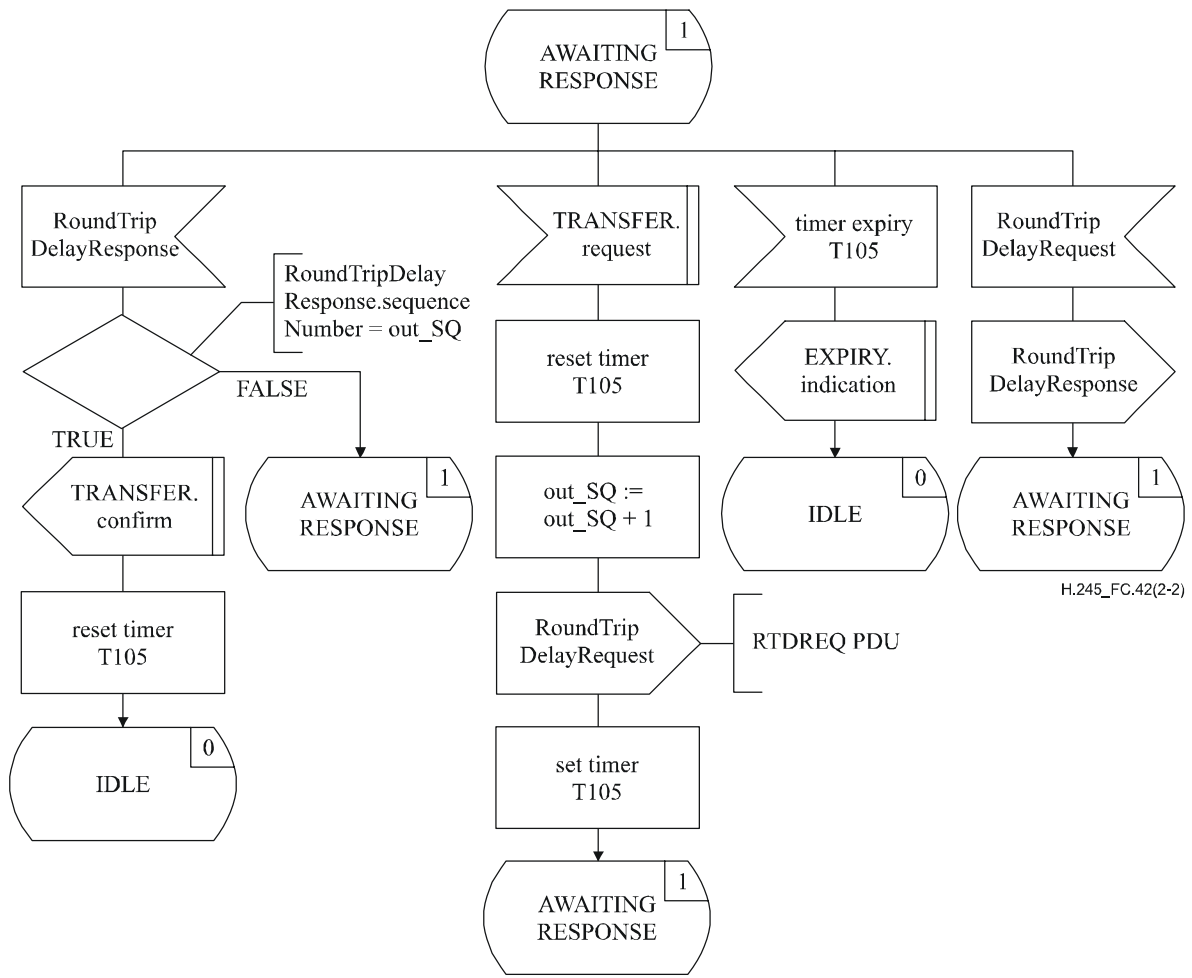 1
AWAITING
RESPONSE
RoundTrip
DelayResponse
RoundTripDelay
Response.sequence
Number = out_SQ
FALSE
TRUE
TRANSFER.
confirm
reset timer
T105
0
IDLE
1
AWAITING
RESPONSE
TRANSFER.
request
reset timer
T105
out_SQ :=
out_SQ + 1
RoundTrip
DelayRequest
RTDREQ PDU
set timer
T105
1
AWAITING
RESPONSE
timer expiry
T105
EXPIRY.
indication
0
IDLE
RoundTrip
DelayRequest
RoundTrip
DelayResponse
1
AWAITING
RESPONSE
H.245_FC.42(2-2)